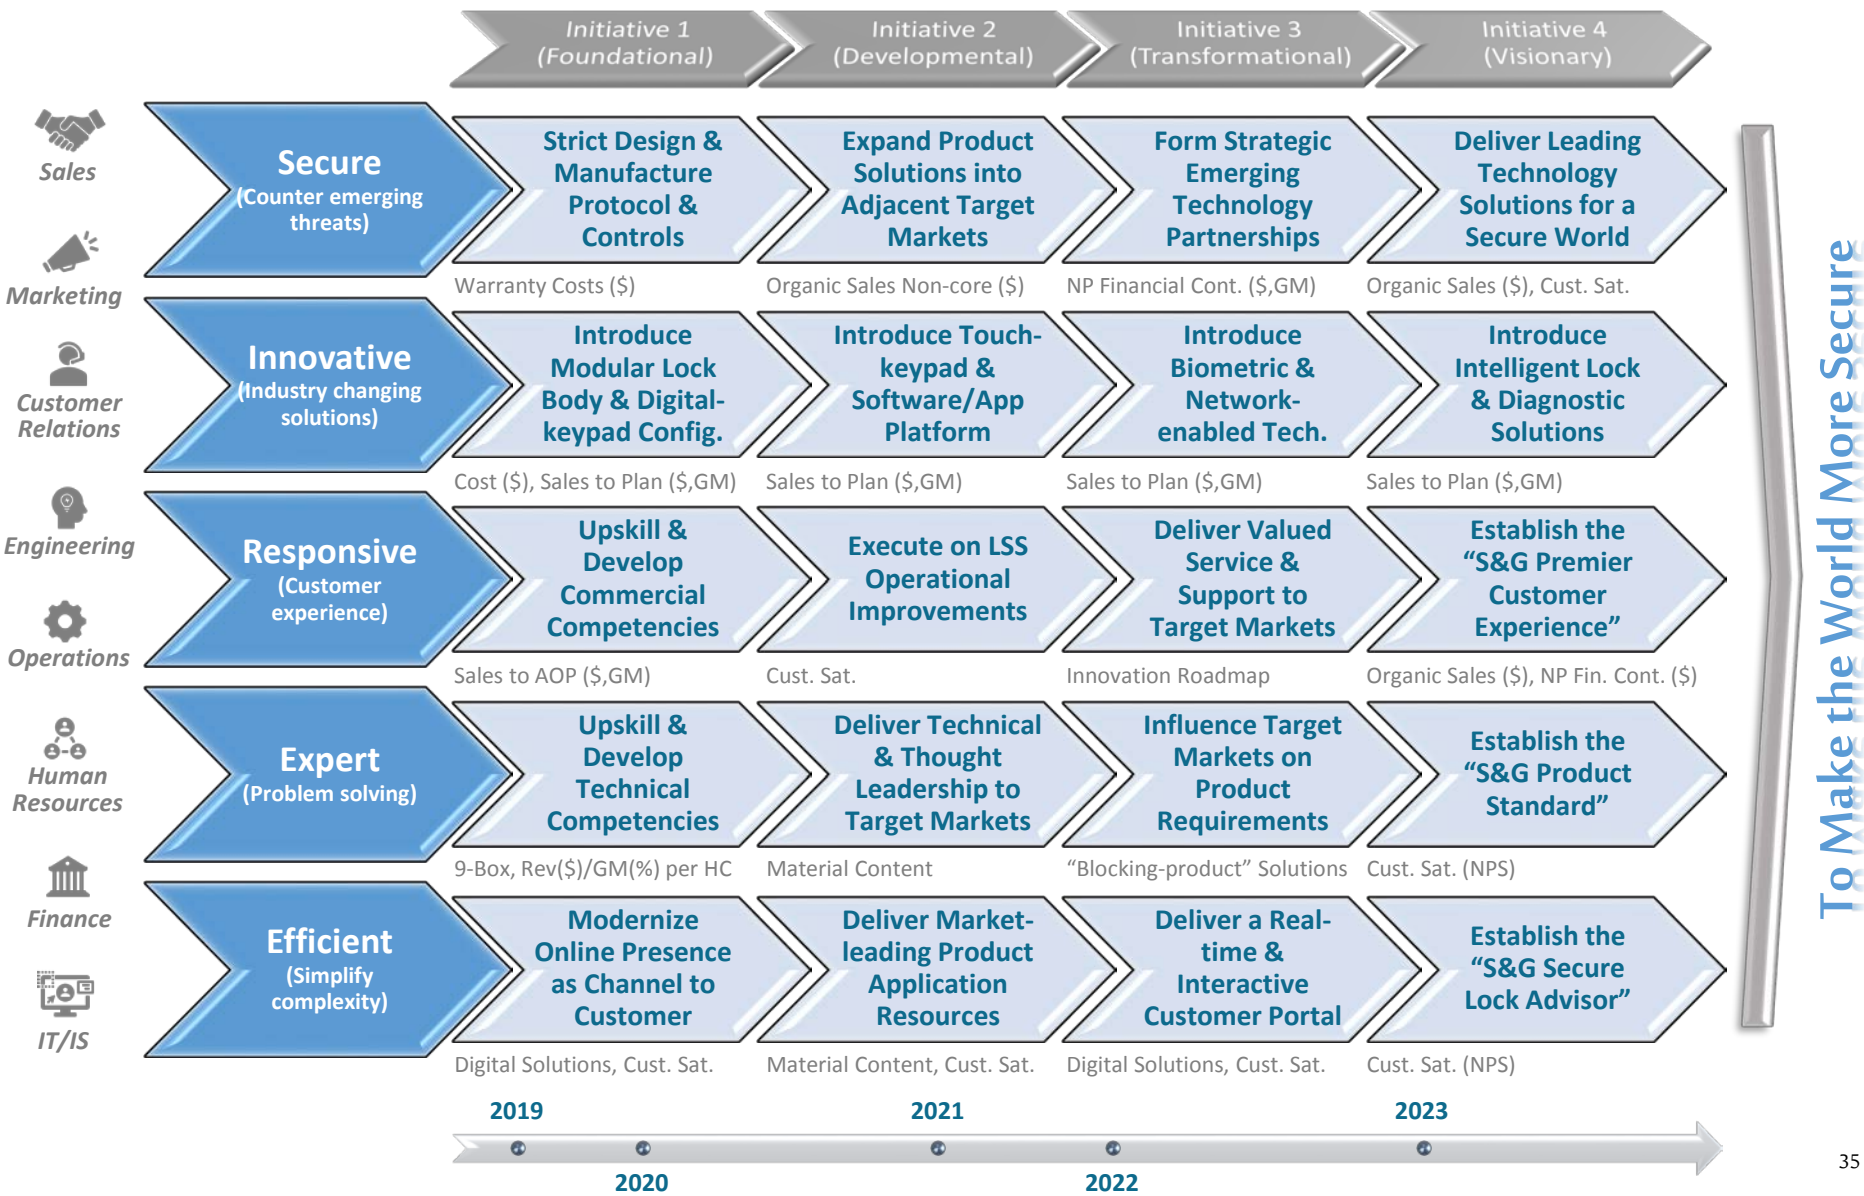 Initiative 1
(Foundational)
Initiative 2
(Developmental)
Initiative 3
(Transformational)
Initiative 4
(Visionary)
Sales
Marketing
Customer
Relations
Engineering
Operations
Human
Resources
Finance
IT/IS
Secure
(Counter emerging
threats)
Strict Design &
Manufacture
Protocol &
Controls
Warranty Costs ($)
Expand Product
Solutions into
Adjacent Target
Markets
Organic Sales Non-core ($)
Form Strategic
Emerging
Technology
Partnerships
NP Financial Cont. ($,GM)
Deliver Leading
Technology
Solutions for a
Secure World
Organic Sales ($), Cust. Sat.
Innovative
(Industry changing
solutions)
Introduce
Modular Lock
Body & Digital-
keypad Config.
Cost ($), Sales to Plan ($,GM)
Introduce Touch-
keypad &
Software/App
Platform
Sales to Plan ($,GM)
Introduce
Biometric &
Network-
enabled Tech.
Sales to Plan ($,GM)
Introduce
Intelligent Lock
& Diagnostic
Solutions
Sales to Plan ($,GM)
Responsive
(Customer
experience)
Upskill &
Develop
Commercial
Competencies
Sales to AOP ($,GM)
Execute on LSS
Operational
Improvements
Cust. Sat.
Deliver Valued
Service &
Support to
Target Markets
Innovation Roadmap
Establish the
“S&G Premier
Customer
Experience”
Organic Sales ($), NP Fin. Cont. ($)
Expert
(Problem solving)
Upskill &
Develop
Technical
Competencies
9-Box, Rev($)/GM(%) per HC
Deliver Technical
& Thought
Leadership to
Target Markets
Material Content
Influence Target
Markets on
Product
Requirements
“Blocking-product” Solutions
Establish the
“S&G Product
Standard”
Cust. Sat. (NPS)
Efficient
(Simplify
complexity)
Modernize
Online Presence
as Channel to
Customer
Digital Solutions, Cust. Sat.
Deliver Market-
leading Product
Application
Resources
Material Content, Cust. Sat.
Deliver a Real-
time &
Interactive
Customer Portal
Digital Solutions, Cust. Sat.
Establish the
“S&G Secure
Lock Advisor”
Cust. Sat. (NPS)
To Make the World More Secure
2019
2020
2021
2022
2023
35